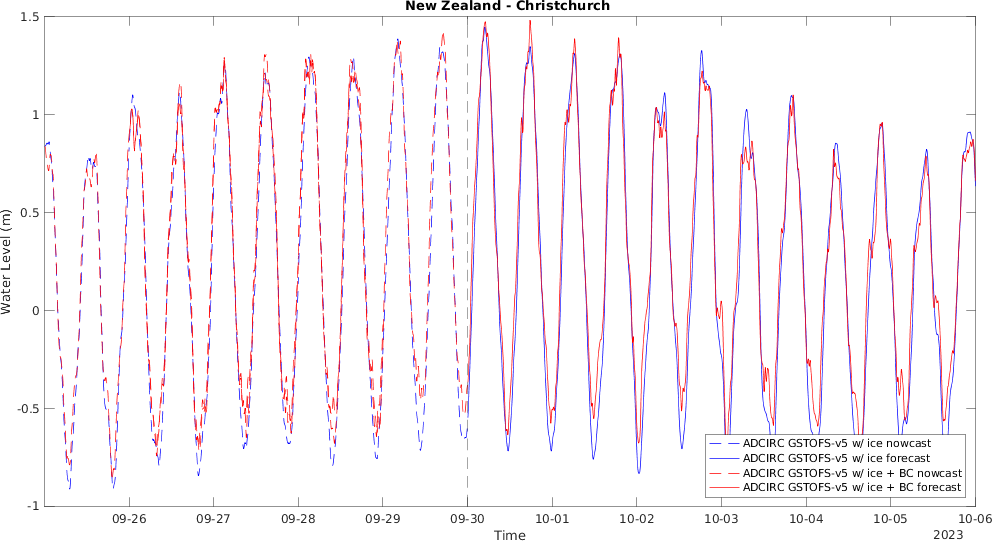 New Zealand - Christchurch
Water Level (m)
1.5
1
0.5
0
-0.5
-1
09-26
09-27
09-28
09-29
09-30
10-01
10-02
10-03
10-04
10-05
10-06
Time
2023
ADCIRC GSTOFS-v5 w/ ice nowcast
ADCIRC GSTOFS-v5 w/ ice forecast
ADCIRC GSTOFS-v5 w/ ice + BC nowcast
ADCIRC GSTOFS-v5 w/ ice + BC forecast